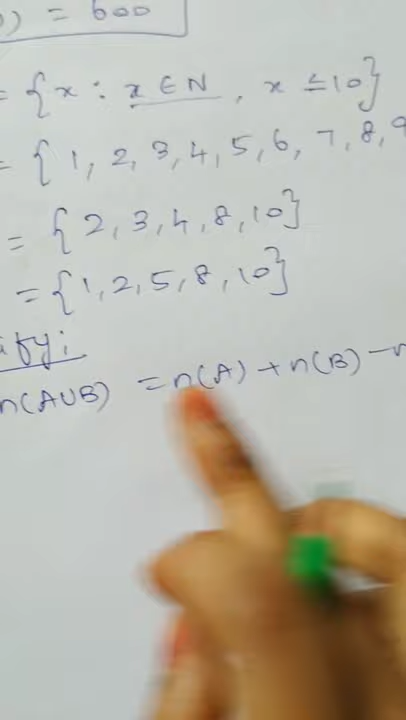 ) = 600
= {x : x ∈ N , x ≤ 10}
= {1, 2, 3, 4, 5, 6, 7, 8, 9
= {2, 3, 4, 8, 10}
= {1, 2, 5, 8, 10}
ify:
n(A∪B) = n(A) + n(B) - n